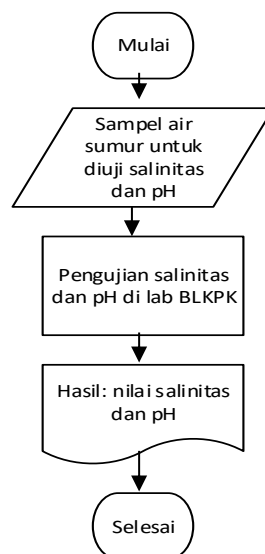 Mulai
Sampel air
sumur untuk
diuji salinitas
dan pH
Pengujian salinitas
dan pH di lab BLKPK
Hasil: nilai salinitas
dan pH
Selesai